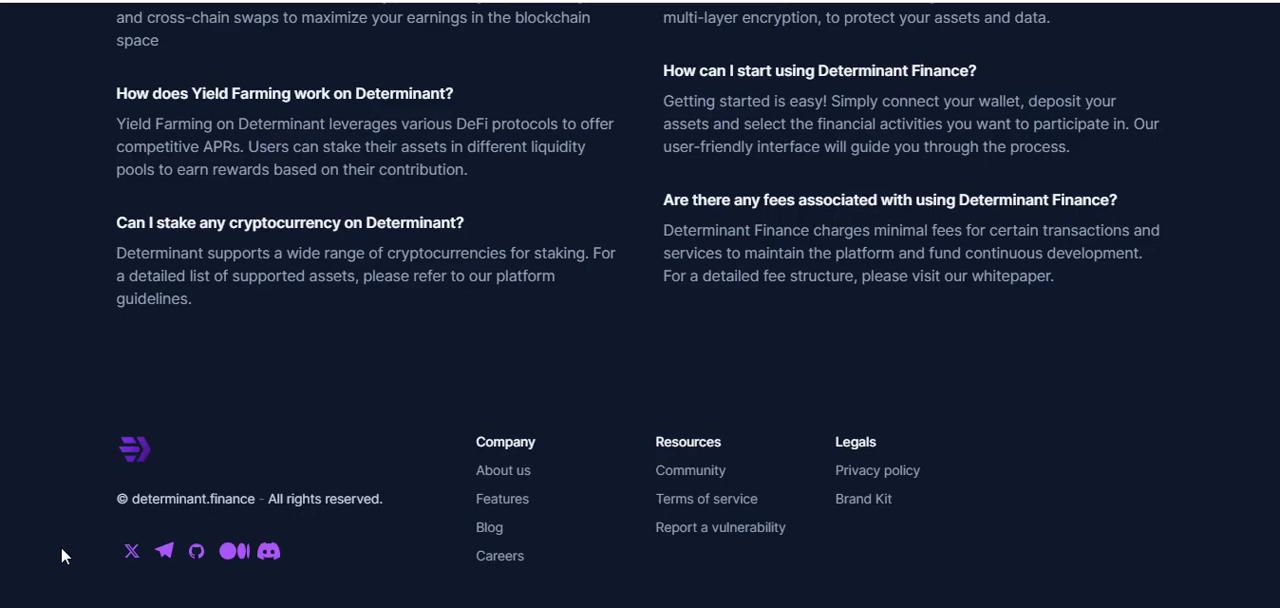 and cross-chain swaps to maximize your earnings in the blockchain
space
How does Yield Farming work on Determinant?
Yield Farming on Determinant leverages various DeFi protocols to offer
competitive APRs. Users can stake their assets in different liquidity
pools to earn rewards based on their contribution.
Can I stake any cryptocurrency on Determinant?
Determinant supports a wide range of cryptocurrencies for staking. For
a detailed list of supported assets, please refer to our platform
guidelines.
multi-layer encryption, to protect your assets and data.
How can I start using Determinant Finance?
Getting started is easy! Simply connect your wallet, deposit your
assets and select the financial activities you want to participate in. Our
user-friendly interface will guide you through the process.
Are there any fees associated with using Determinant Finance?
Determinant Finance charges minimal fees for certain transactions and
services to maintain the platform and fund continuous development.
For a detailed fee structure, please visit our whitepaper.
© determinant.finance - All rights reserved.
Company
About us
Features
Blog
Careers
Resources
Community
Terms of service
Report a vulnerability
Legals
Privacy policy
Brand Kit